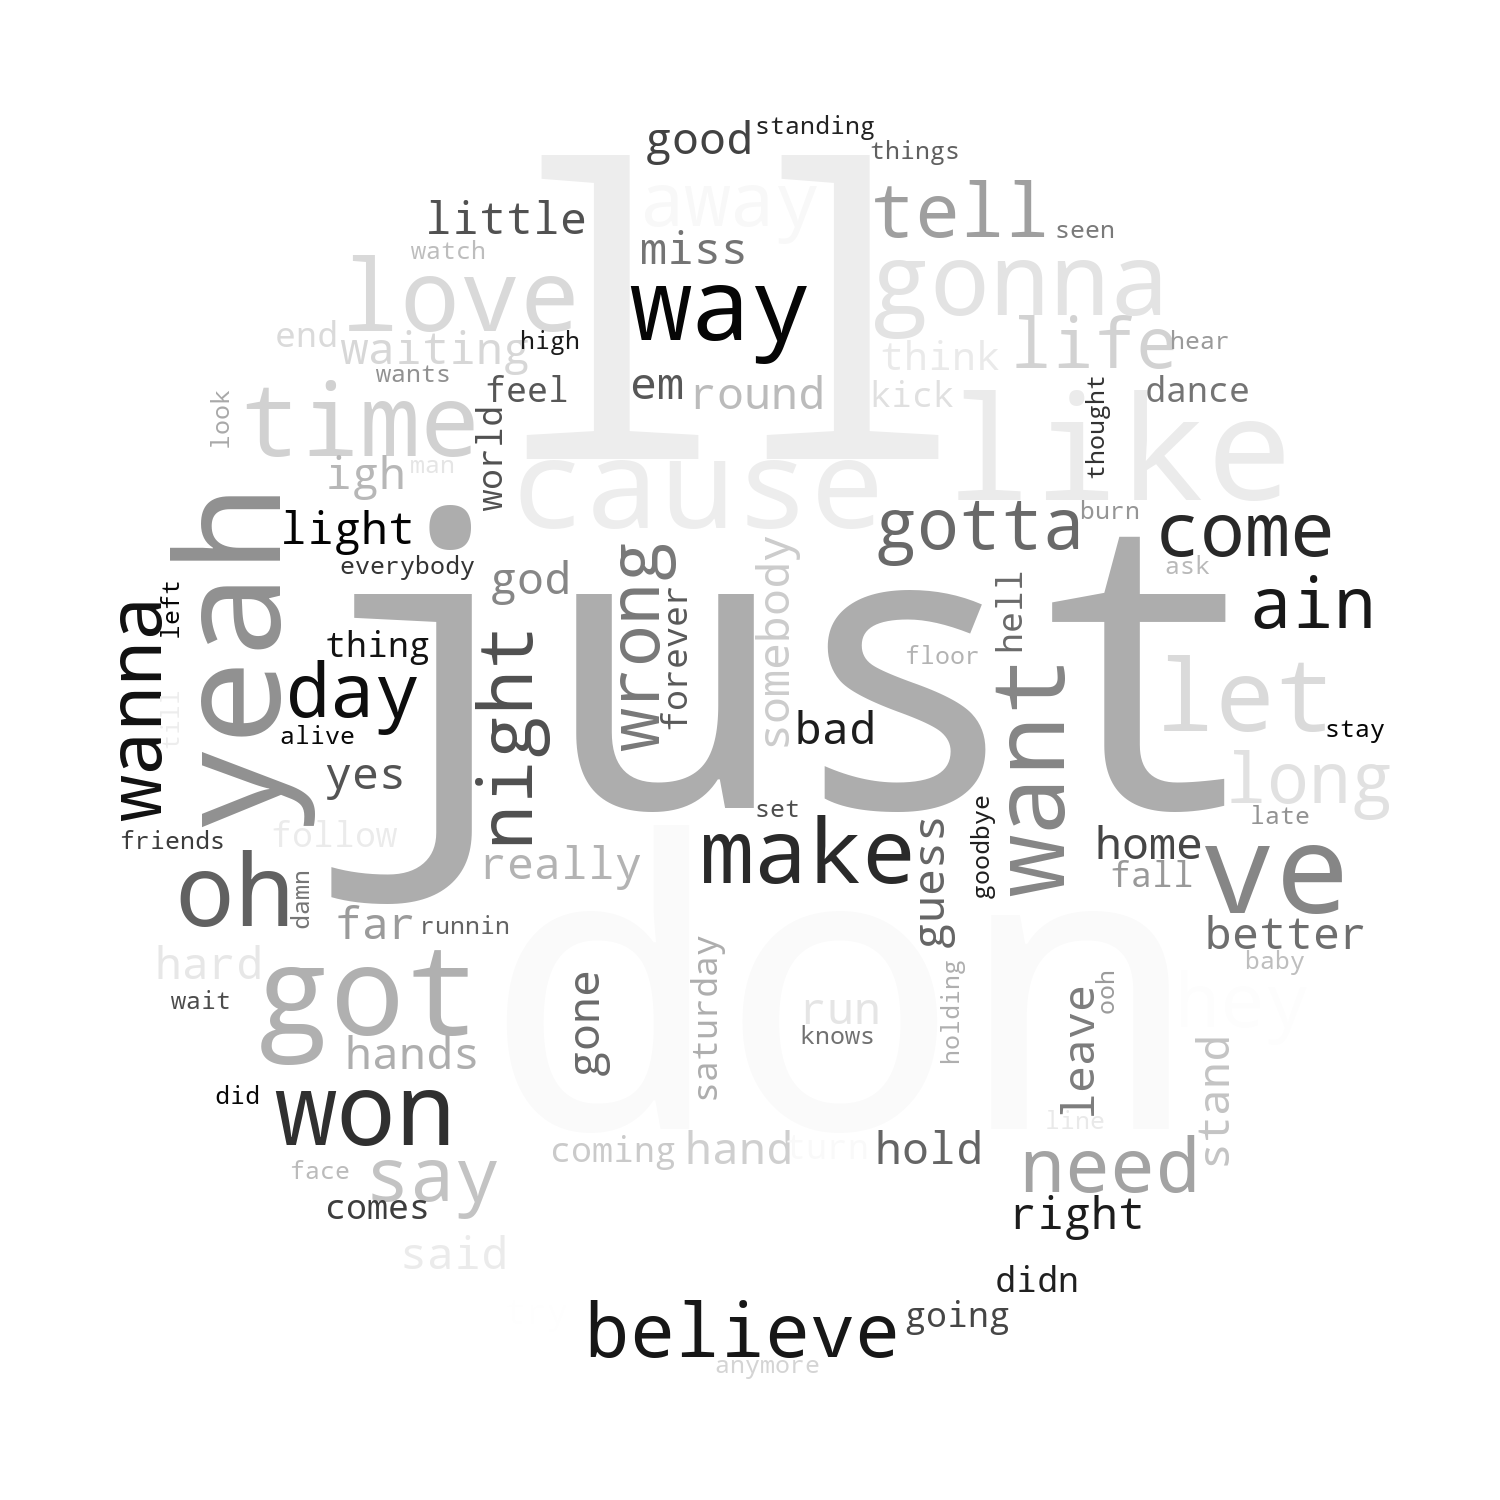 good
standing
things
ll
away
tell
little
seen
watch
miss
love
gonna
way
end
waiting
high
think
life
hear
wants
feel
em
round
kick
dance
look
time
world
thought
like
igh
man
cause
yeah
light
gotta
burn
come
everybody
god
wrong
forever
somebody
hell
ask
ain
left
wanna
just
thing
night
floor
want
let
day
till
alive
bad
stay
yes
long
friends
follow
set
goodbye
late
really
make
guess
home
fall
ve
oh
damn
far
runnin
better
hard
don
baby
wait
got
gone
saturday
run
holding
leave
ooh
hey
hands
knows
stand
did
won
line
coming
hand
turn
hold
need
face
say
comes
right
said
didn
believe
going
anymore